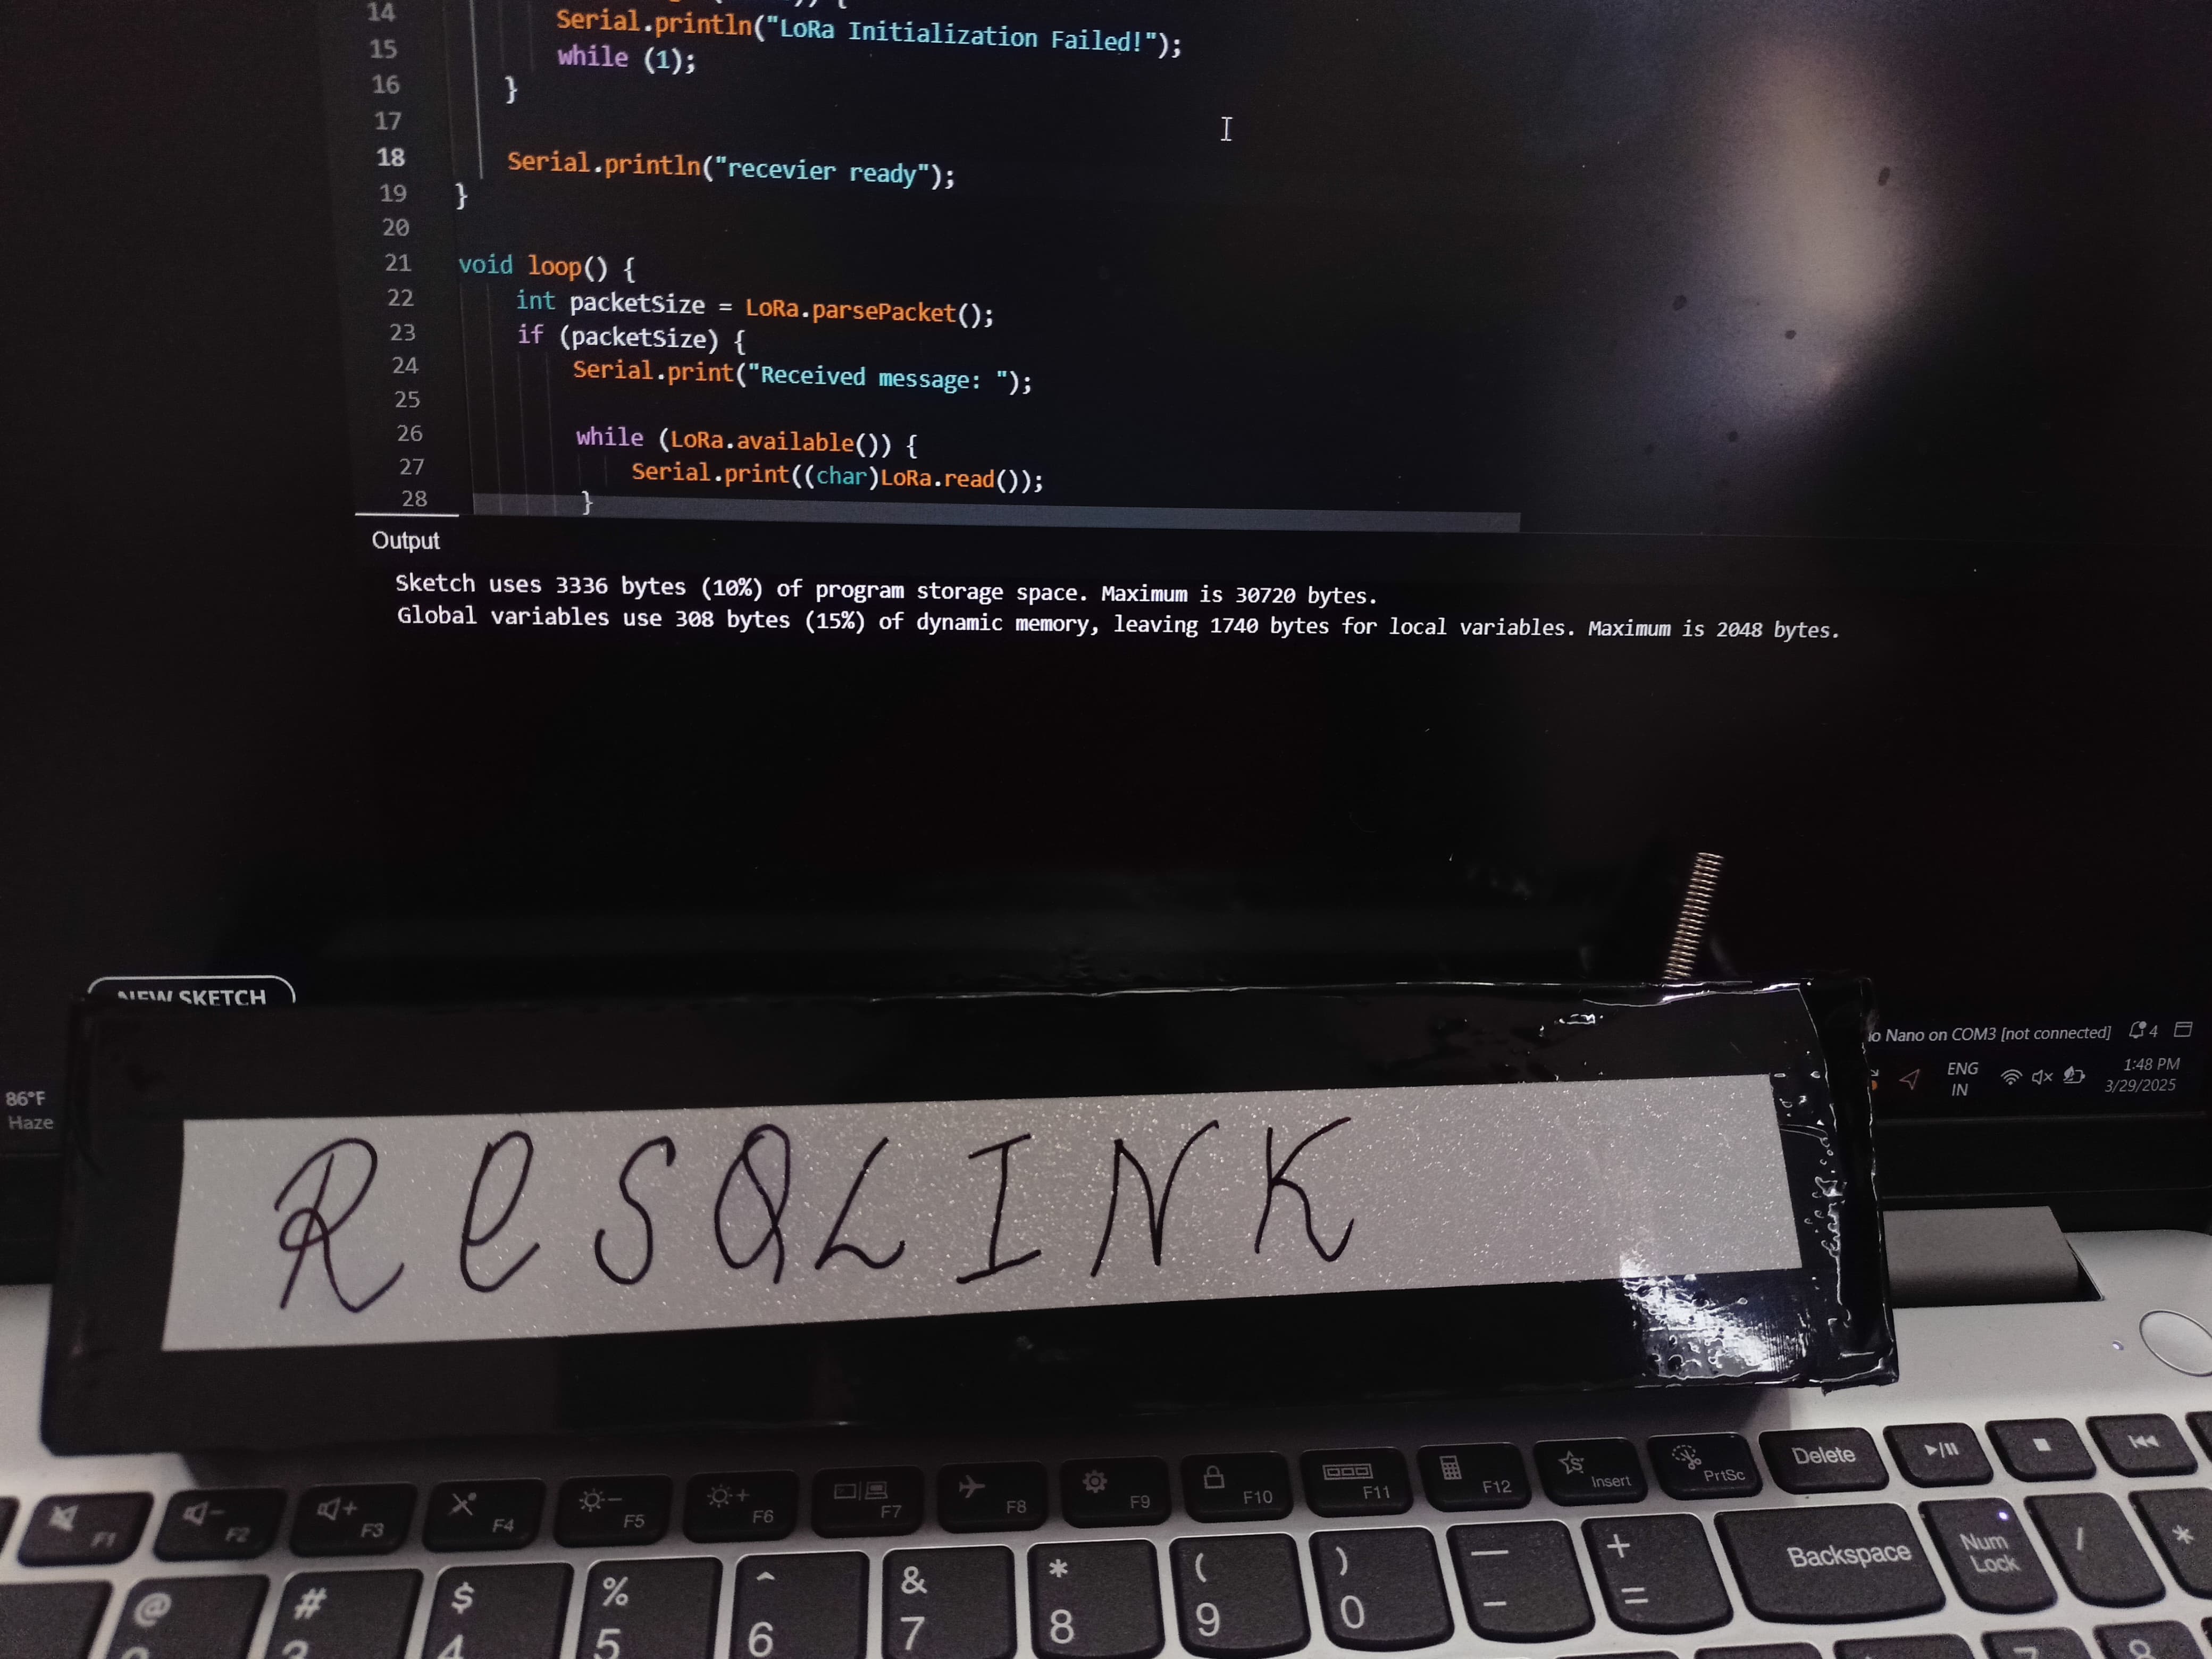 14
Serial.println("LoRa Initialization Failed!");
15
while (1);
16
}
17
18
Serial.println("recevier ready");
19
}
20
21
void loop() {
22
int packetSize = LoRa.parsePacket();
23
if (packetSize) {
24
Serial.print("Received message: ");
25
26
while (LoRa.available()) {
27
Serial.print((char)LoRa.read());
28
}
Output
Sketch uses 3336 bytes (10%) of program storage space. Maximum is 30720 bytes.
Global variables use 308 bytes (15%) of dynamic memory, leaving 1740 bytes for local variables. Maximum is 2048 bytes.
NEW SKETCH
Nano on COM3 [not connected]
4
86°F
Haze
ENG
IN
1:48 PM
3/29/2025
ReSQLINK
F1 F2 F3 F4 F5 F6 F7 F8 F9 F10 F11 F12 Insert PrtSc Delete
@ # $ % ^ & * ( ) — + Backspace Num Lock / *
4 5 6 7 8 9 0 - =
7 8